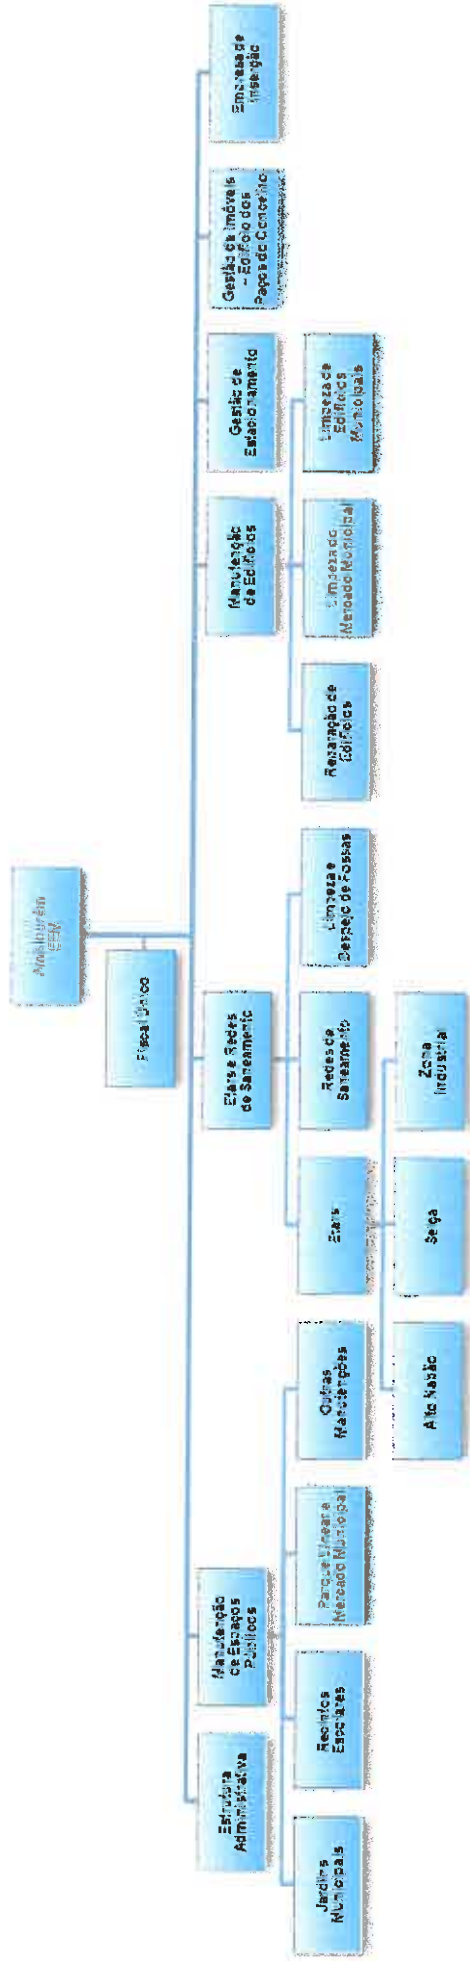 Fiscal Único
Estrutura
Administrativa
Manutenção
de Espaços
Públicos
Etars e Redes
de Saneamento
Manutenção
de Edifícios
Gestão de
Estacionamento
Gestão de Imóveis
– Edifício dos
Paços do Concelho
Empresa de
Inserção
Jardins
Municipais
Recintos
Escolares
Parque Linear e
Mercado Municipal
Outras
Manutenções
Etars
Redes de
Saneamento
Limpeza e
Despejo de Fossas
Reparação de
Edifícios
Limpeza do
Mercado Municipal
Limpeza de
Edifícios
Municipais
Alto Nabão
Seiça
Zona
Industrial